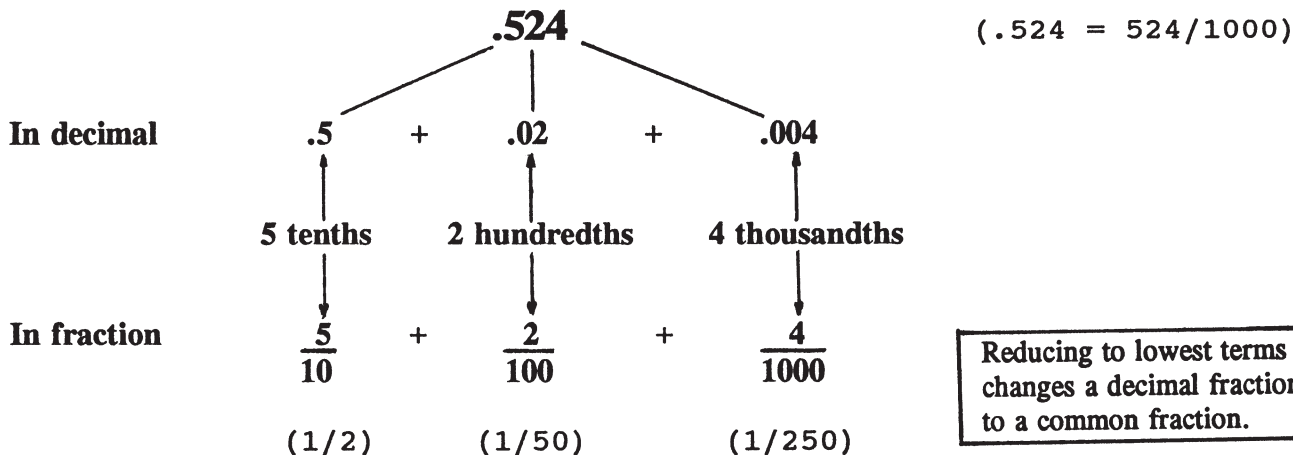 .524 (.524 = 524/1000)
In decimal .5 + .02 + .004
5 tenths 2 hundredths 4 thousandths
In fraction 5/10 + 2/100 + 4/1000
(1/2) (1/50) (1/250)
Reducing to lowest terms
changes a decimal fraction
to a common fraction.